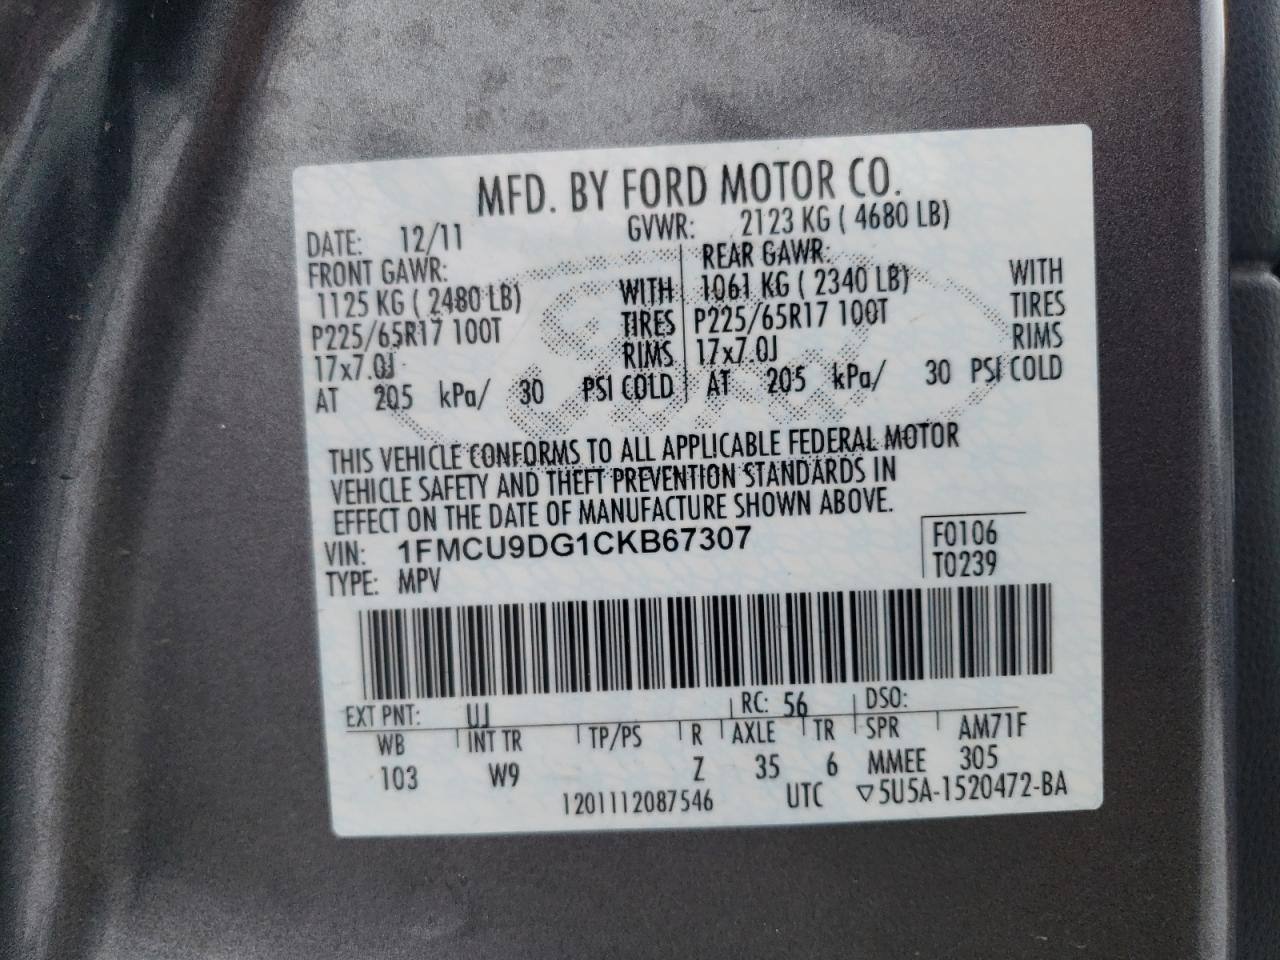 MFD. BY FORD MOTOR CO.
DATE: 12/11 GVWR: 2123 KG ( 4680 LB)
FRONT GAWR: REAR GAWR:
1125 KG ( 2480 LB) WITH 1061 KG ( 2340 LB) WITH
P225/65R17 100T TIRES P225/65R17 100T TIRES
17x7.0J RIMS 17x7.0J RIMS
AT 205 kPa/ 30 PSI COLD AT 205 kPa/ 30 PSI COLD
THIS VEHICLE CONFORMS TO ALL APPLICABLE FEDERAL MOTOR
VEHICLE SAFETY AND THEFT PREVENTION STANDARDS IN
EFFECT ON THE DATE OF MANUFACTURE SHOWN ABOVE.
VIN: 1FMCU9DG1CKB67307 F0106
TYPE: MPV T0239
EXT PNT: UJ RC: 56 DSO:
WB INT TR TP/PS R AXLE TR SPR AM71F
103 W9 Z 35 6 MMEE 305
1201112087546 UTC ▽5U5A-1520472-BA